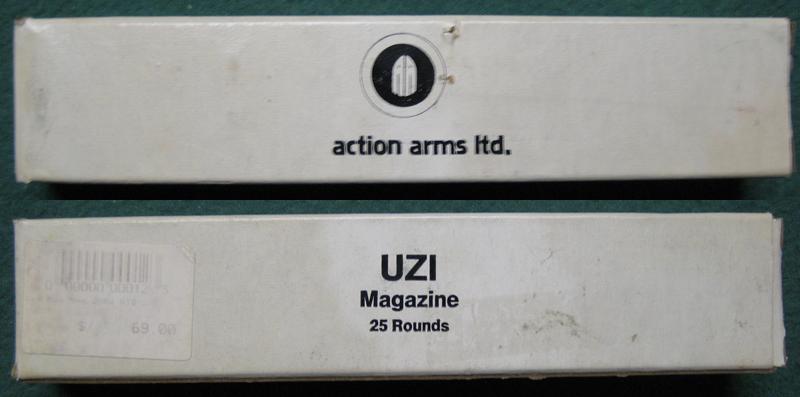 action arms ltd.
UZI
Magazine
25 Rounds
$ 69.00